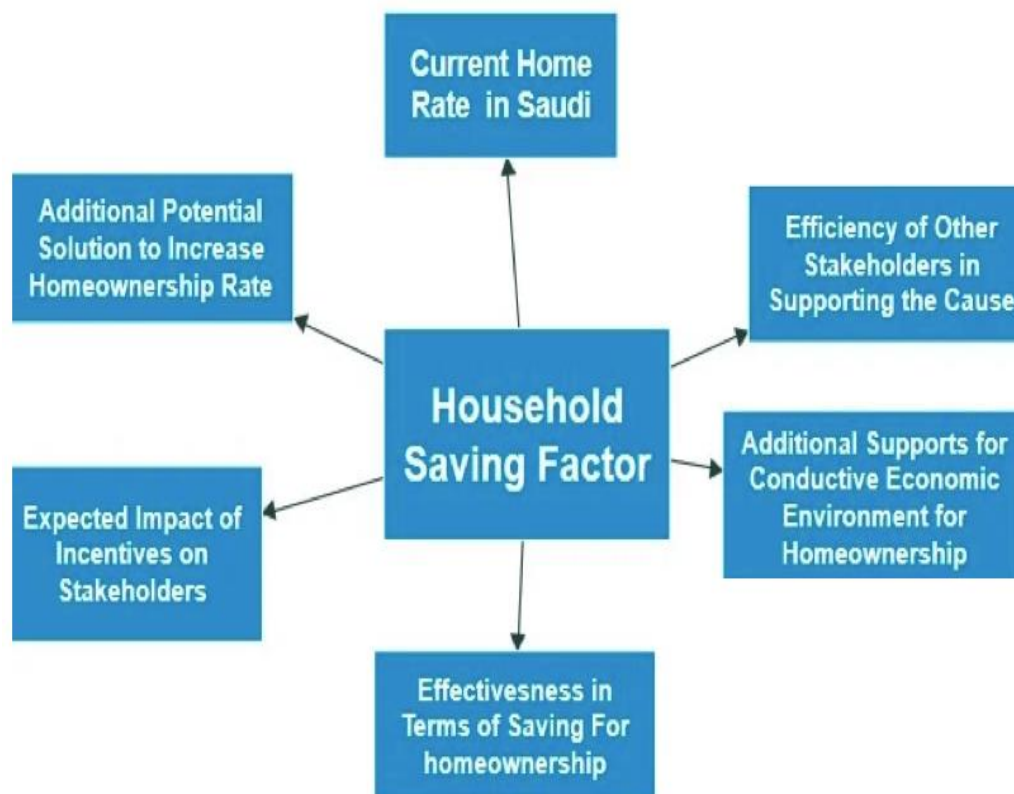 Current Home
Rate in Saudi
Additional Potential
Solution to Increase
Homeownership Rate
Efficiency of Other
Stakeholders in
Supporting the Cause
Household
Saving Factor
Additional Supports for
Conductive Economic
Environment for
Homeownership
Expected Impact of
Incentives on
Stakeholders
Effectivesness in
Terms of Saving For
homeownership